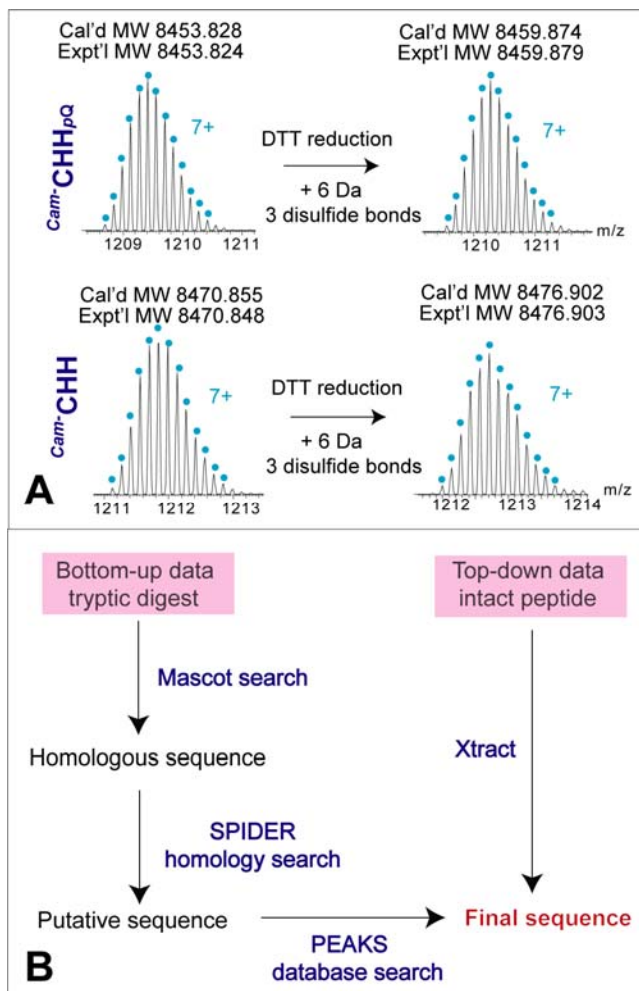 Cal'd MW 8453.828
Expt'l MW 8453.824
Cal'd MW 8459.874
Expt'l MW 8459.879
Cam-CHHpQ
7+
DTT reduction
+ 6 Da
3 disulfide bonds
7+
1209 1210 1211
1210 1211
m/z
Cal'd MW 8470.855
Expt'l MW 8470.848
Cal'd MW 8476.902
Expt'l MW 8476.903
Cam-CHH
7+
DTT reduction
+ 6 Da
3 disulfide bonds
7+
1211 1212 1213
1212 1213 1214
m/z
A
Bottom-up data
tryptic digest
Top-down data
intact peptide
Mascot search
Homologous sequence
Xtract
SPIDER
homology search
Putative sequence
Final sequence
PEAKS
database search
B